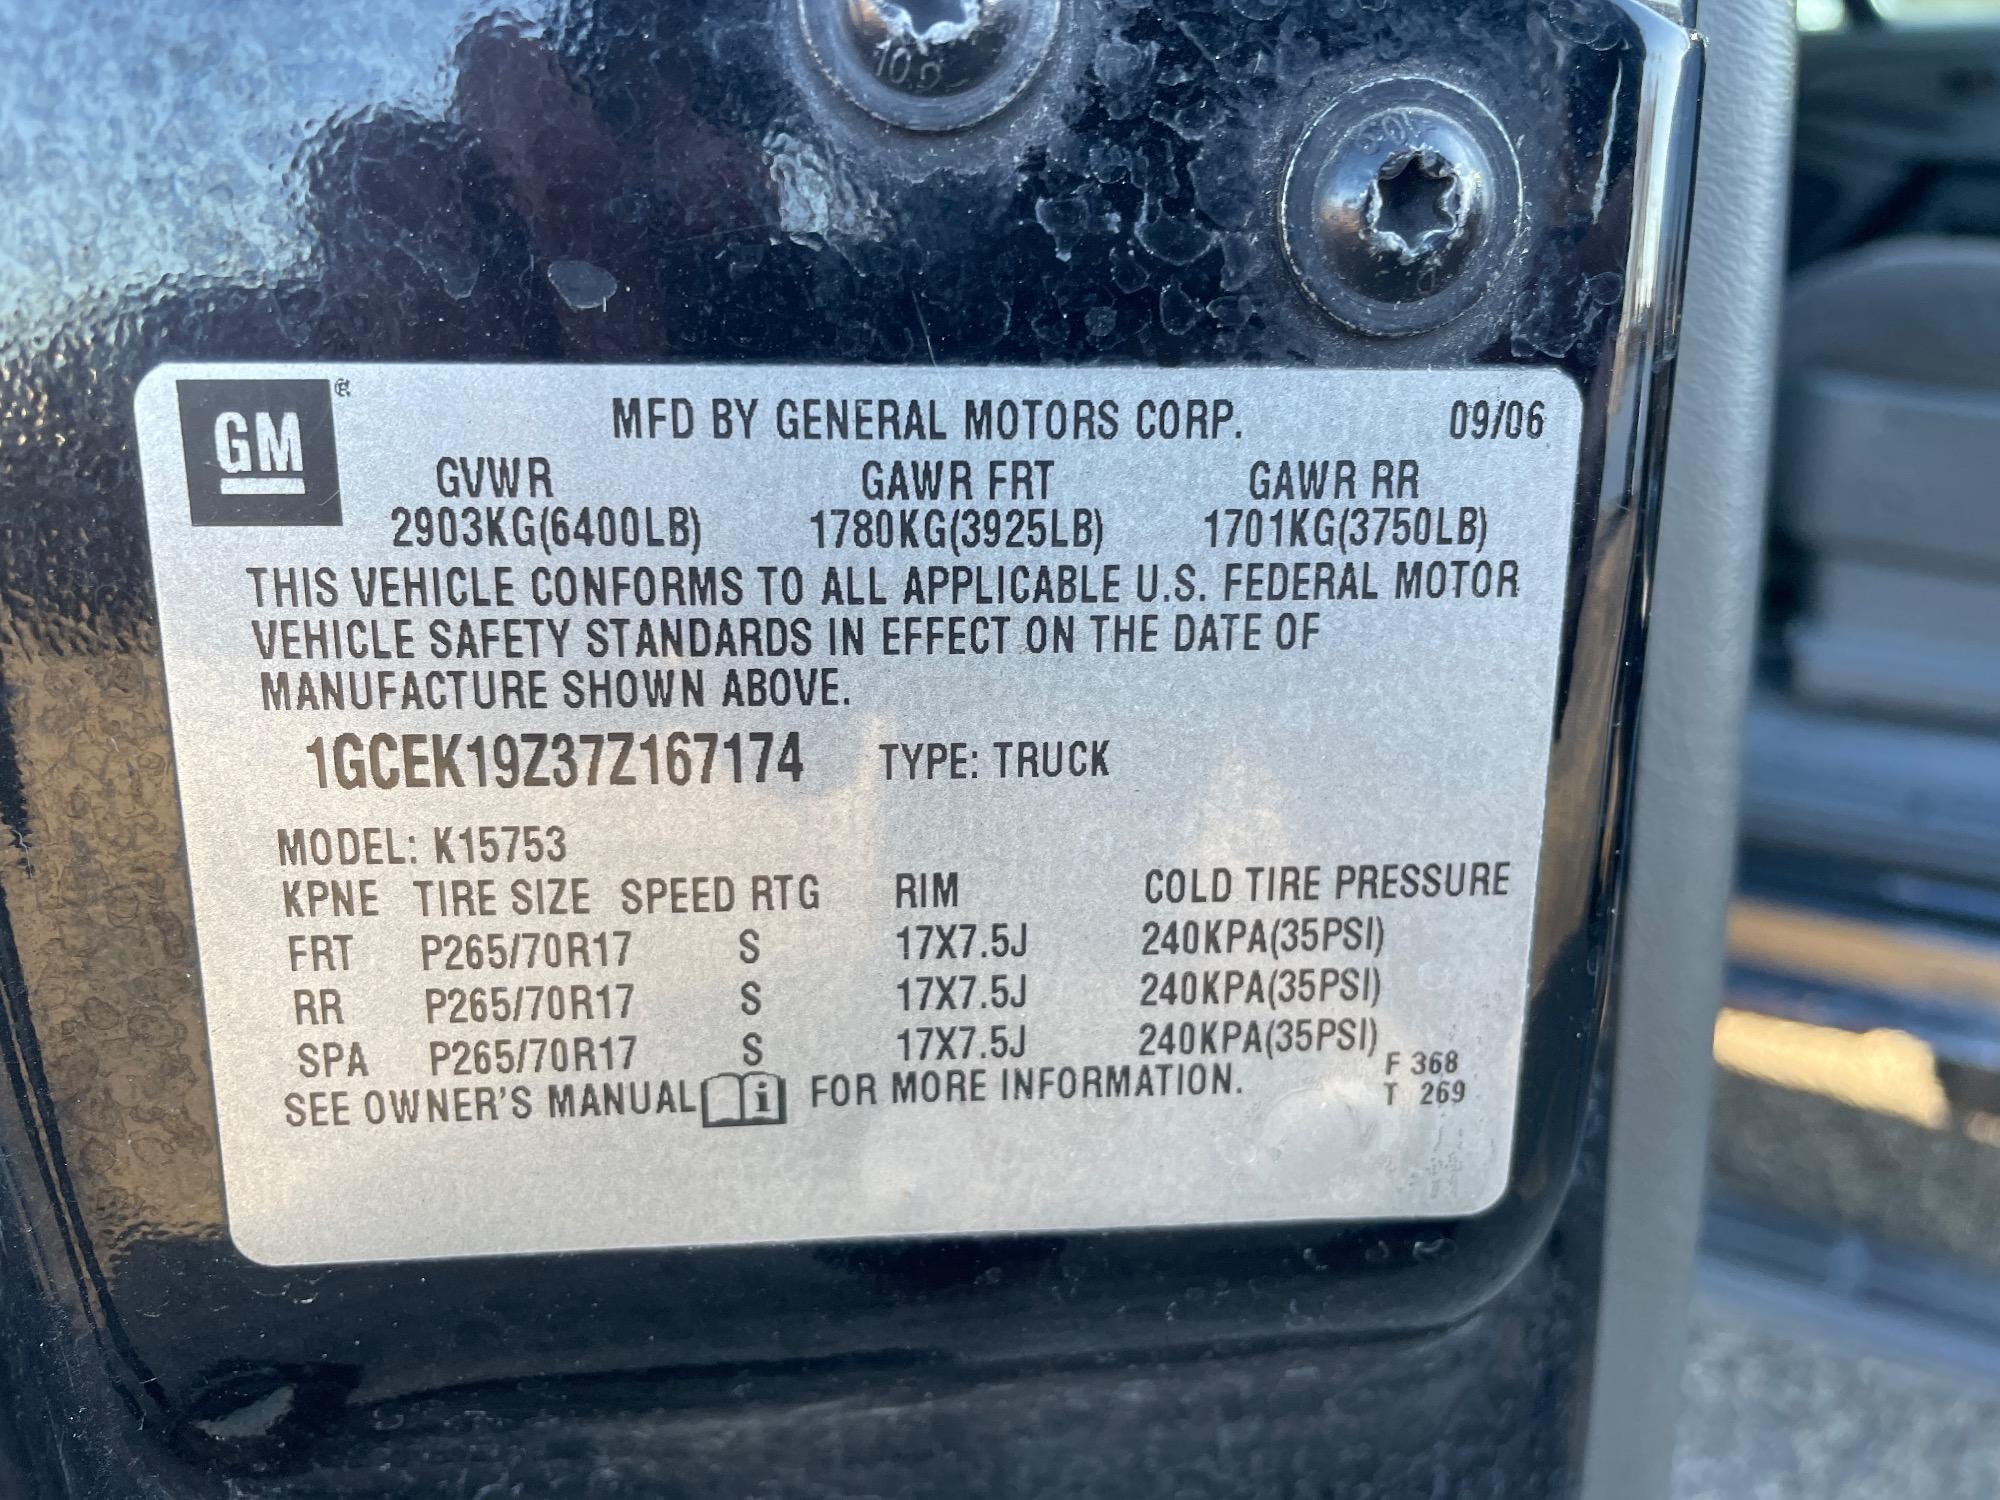 10.9
10.9
GM ®
MFD BY GENERAL MOTORS CORP. 09/06
GVWR GAWR FRT GAWR RR
2903KG(6400LB) 1780KG(3925LB) 1701KG(3750LB)
THIS VEHICLE CONFORMS TO ALL APPLICABLE U.S. FEDERAL MOTOR
VEHICLE SAFETY STANDARDS IN EFFECT ON THE DATE OF
MANUFACTURE SHOWN ABOVE.
1GCEK19Z37Z167174 TYPE: TRUCK
MODEL: K15753
KPNE TIRE SIZE SPEED RTG RIM COLD TIRE PRESSURE
FRT P265/70R17 S 17X7.5J 240KPA(35PSI)
RR P265/70R17 S 17X7.5J 240KPA(35PSI)
SPA P265/70R17 S 17X7.5J 240KPA(35PSI)
F 368
T 269
SEE OWNER'S MANUAL i FOR MORE INFORMATION.